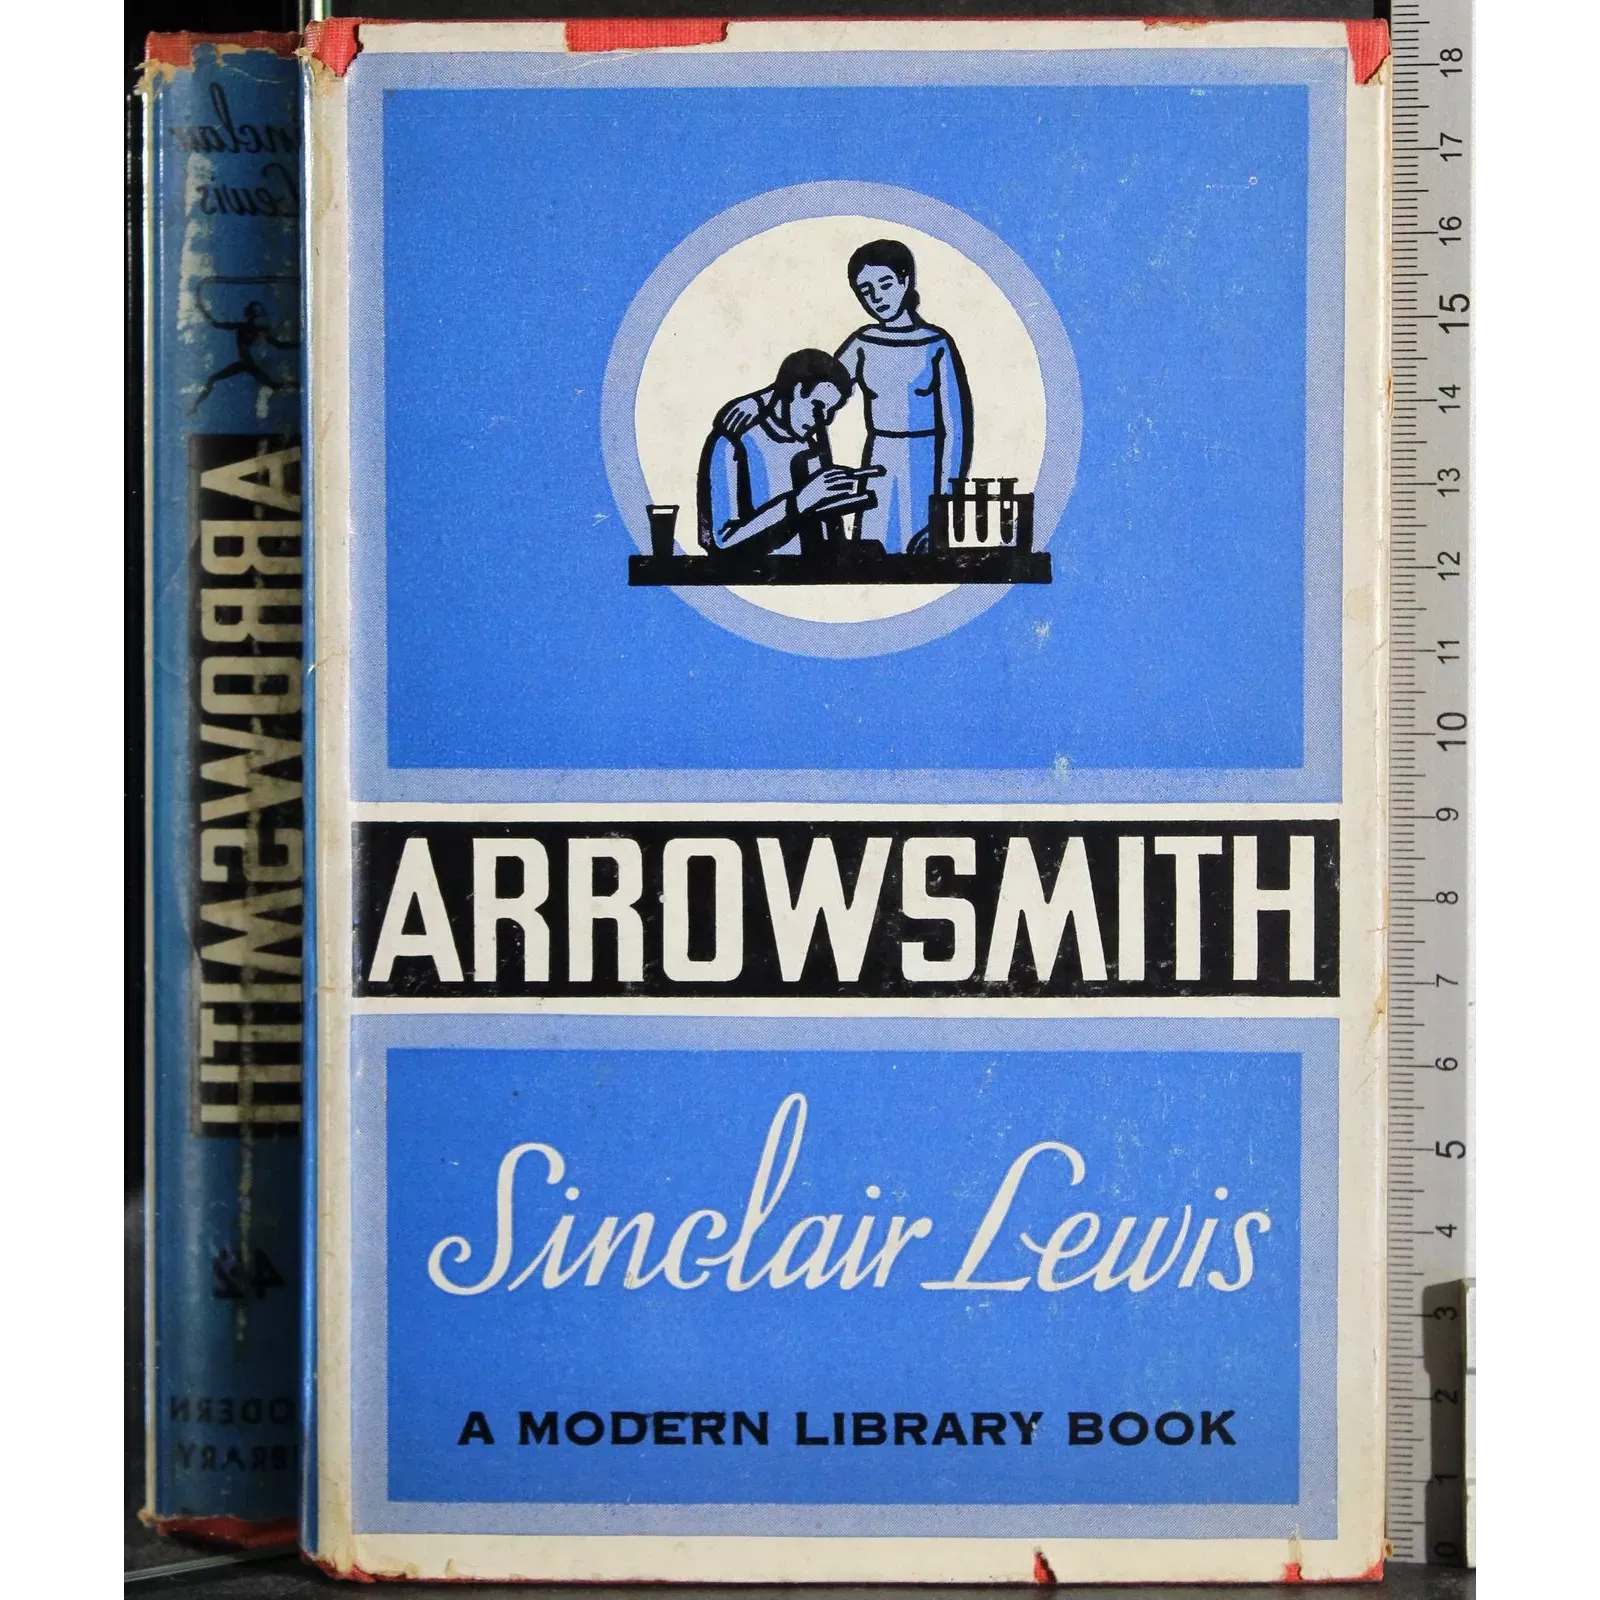 ARROWSMITH
Sinclair Lewis
A MODERN LIBRARY BOOK
Sinclair
Lewis
ARROWSMITH
42
MODERN
LIBRARY
18
17
16
15
14
13
12
11
10
9
8
7
6
5
4
3
2
1
0